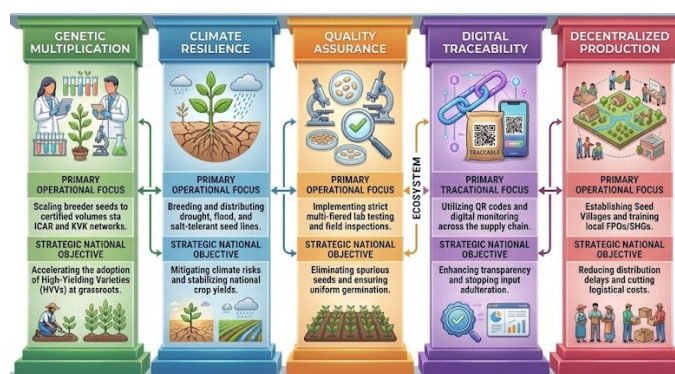 GENETIC
MULTIPLICATION
PRIMARY
OPERATIONAL FOCUS
Scaling breeder seeds to
certified volumes sta
ICAR and KVK networks.
STRATEGIC NATIONAL
OBJECTIVE
Accelerating the adoption
of High-Yielding Varieties
(HVVs) at grassroots.
CLIMATE
RESILIENCE
PRIMARY
OPERATIONAL FOCUS
Breeding and distributing
drought, flood, and
salt-telerant seed lines.
STRATEGIC NATIONAL
OBJECTIVE
Mitigating climate risks
and stabilizing national
crop yields.
QUALITY
ASSURANCE
PRIMARY
OPERATIONAL FOCUS
Implementing strict
multi-fiered lab testing
and field inspections.
STRATEGIC NATIONAL
OBJECTIVE
Eliminating spurious
seeds and ensuring
uniform germination.
ECOSYSTEM
DIGITAL
TRACEABILITY
TRACCABLE
PRIMARY
TRACATIONAL FOCUS
Utilizing QR codes and
digital monitoring
across the supply chain.
STRATEGIC NATIONAL
OBJECTIVE
Enhancing transparency
and stopping input
adulteration.
DECENTRALIZED
PRODUCTION
PRIMARY
OPERATIONAL FOCUS
Establishing Seed
Villages and training
local FPOs/SHGs.
STRATEGIC NATIONAL
OBJECTIVE
Reducing distribution
delays and cutting
logistical costs.